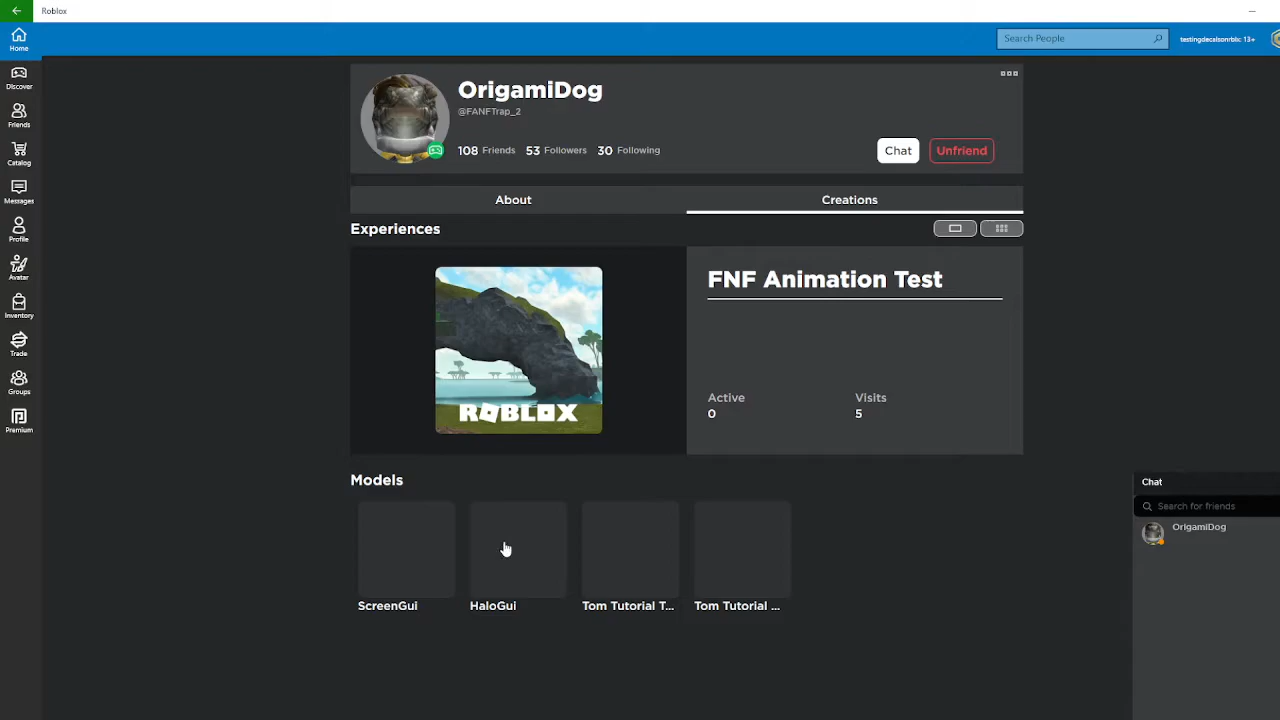 Roblox
Home
Search People
testingdecalsonrblic 13+
Discover
Friends
Catalog
Messages
Profile
Avatar
Inventory
Trade
Groups
Premium
OrigamiDog
@FANFTrap_2
108 Friends 53 Followers 30 Following
Chat
Unfriend
About
Creations
Experiences
ROBLOX
FNF Animation Test
Active
0
Visits
5
Models
ScreenGui
HaloGui
Tom Tutorial T...
Tom Tutorial ...
Chat
Search for friends
OrigamiDog